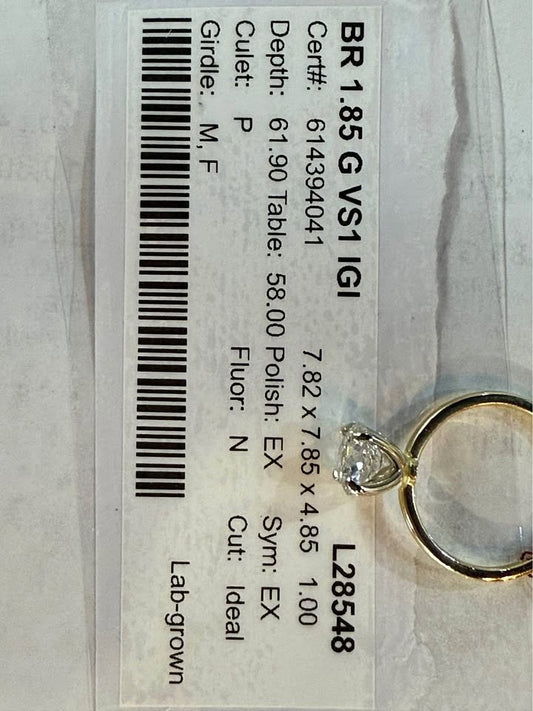 BR 1.85 G VS1 IGI L28548
Cert#: 614394041 7.82 x 7.85 x 4.85 1.00
Depth: 61.90 Table: 58.00 Polish: EX Sym: EX
Culet: P Fluor: N Cut: Ideal
Girdle: M, F
Lab-grown